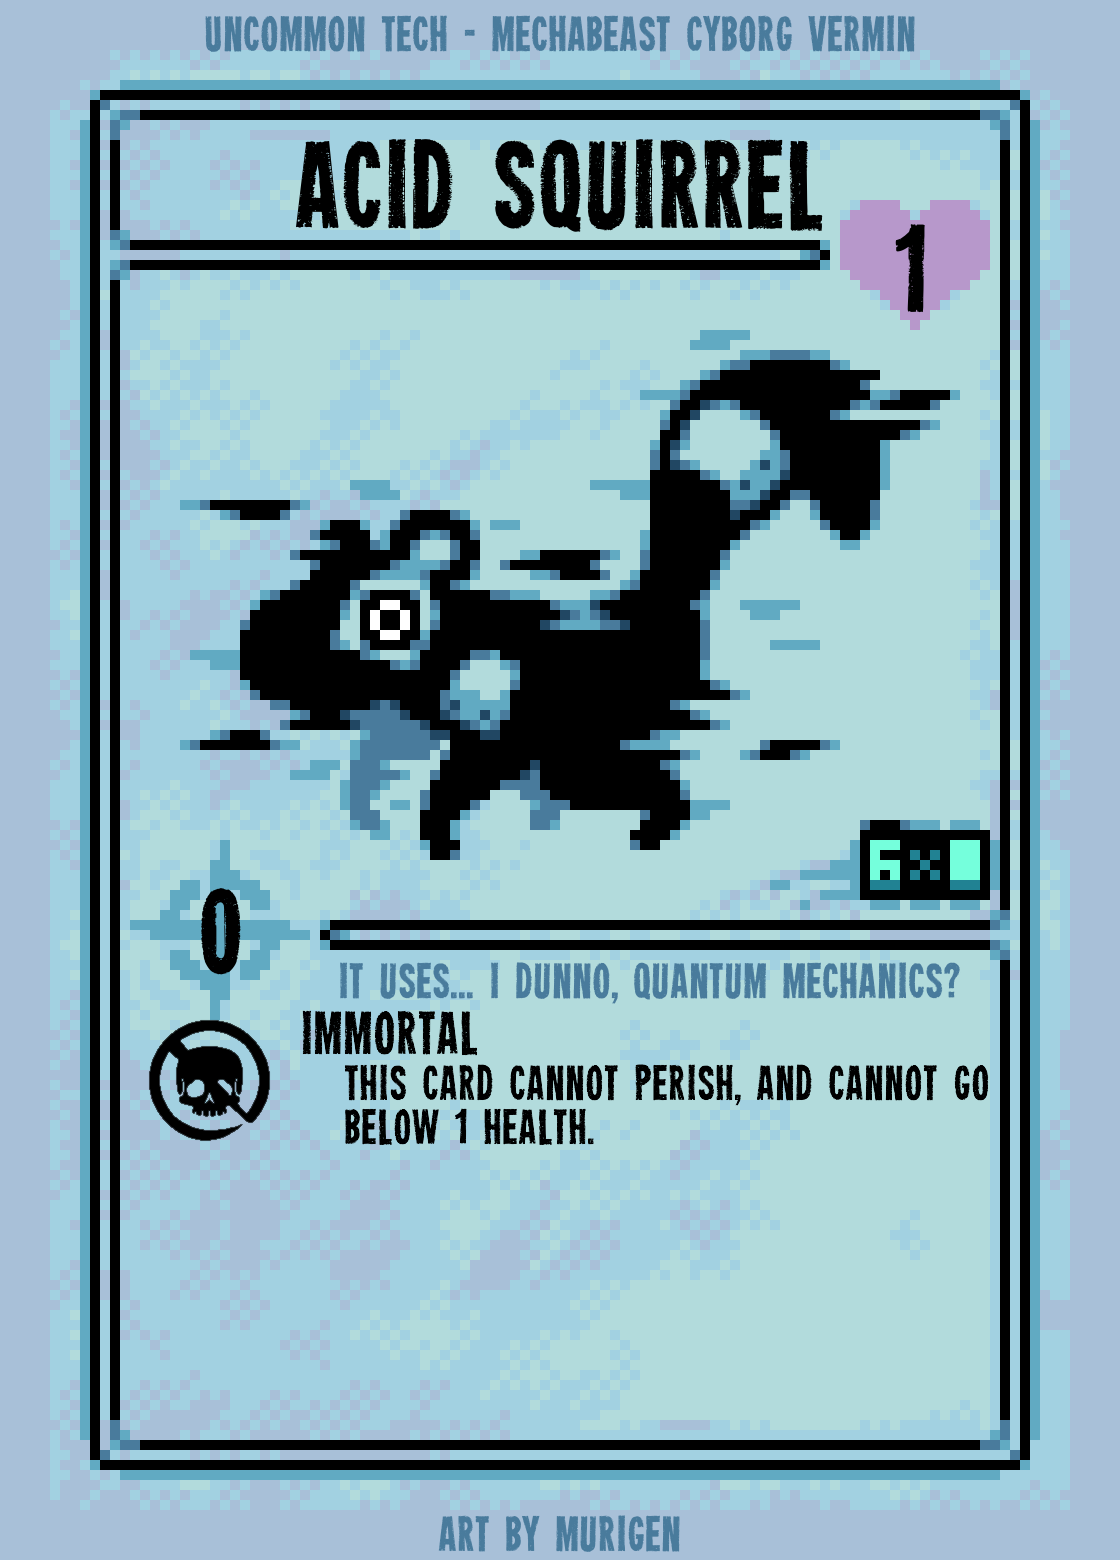 UNCOMMON TECH - MECHABEAST CYBORG VERMIN
ACID SQUIRREL
1
6×
0
IT USES... I DUNNO, QUANTUM MECHANICS?
IMMORTAL
THIS CARD CANNOT PERISH, AND CANNOT GO
BELOW 1 HEALTH.
ART BY MURIGEN